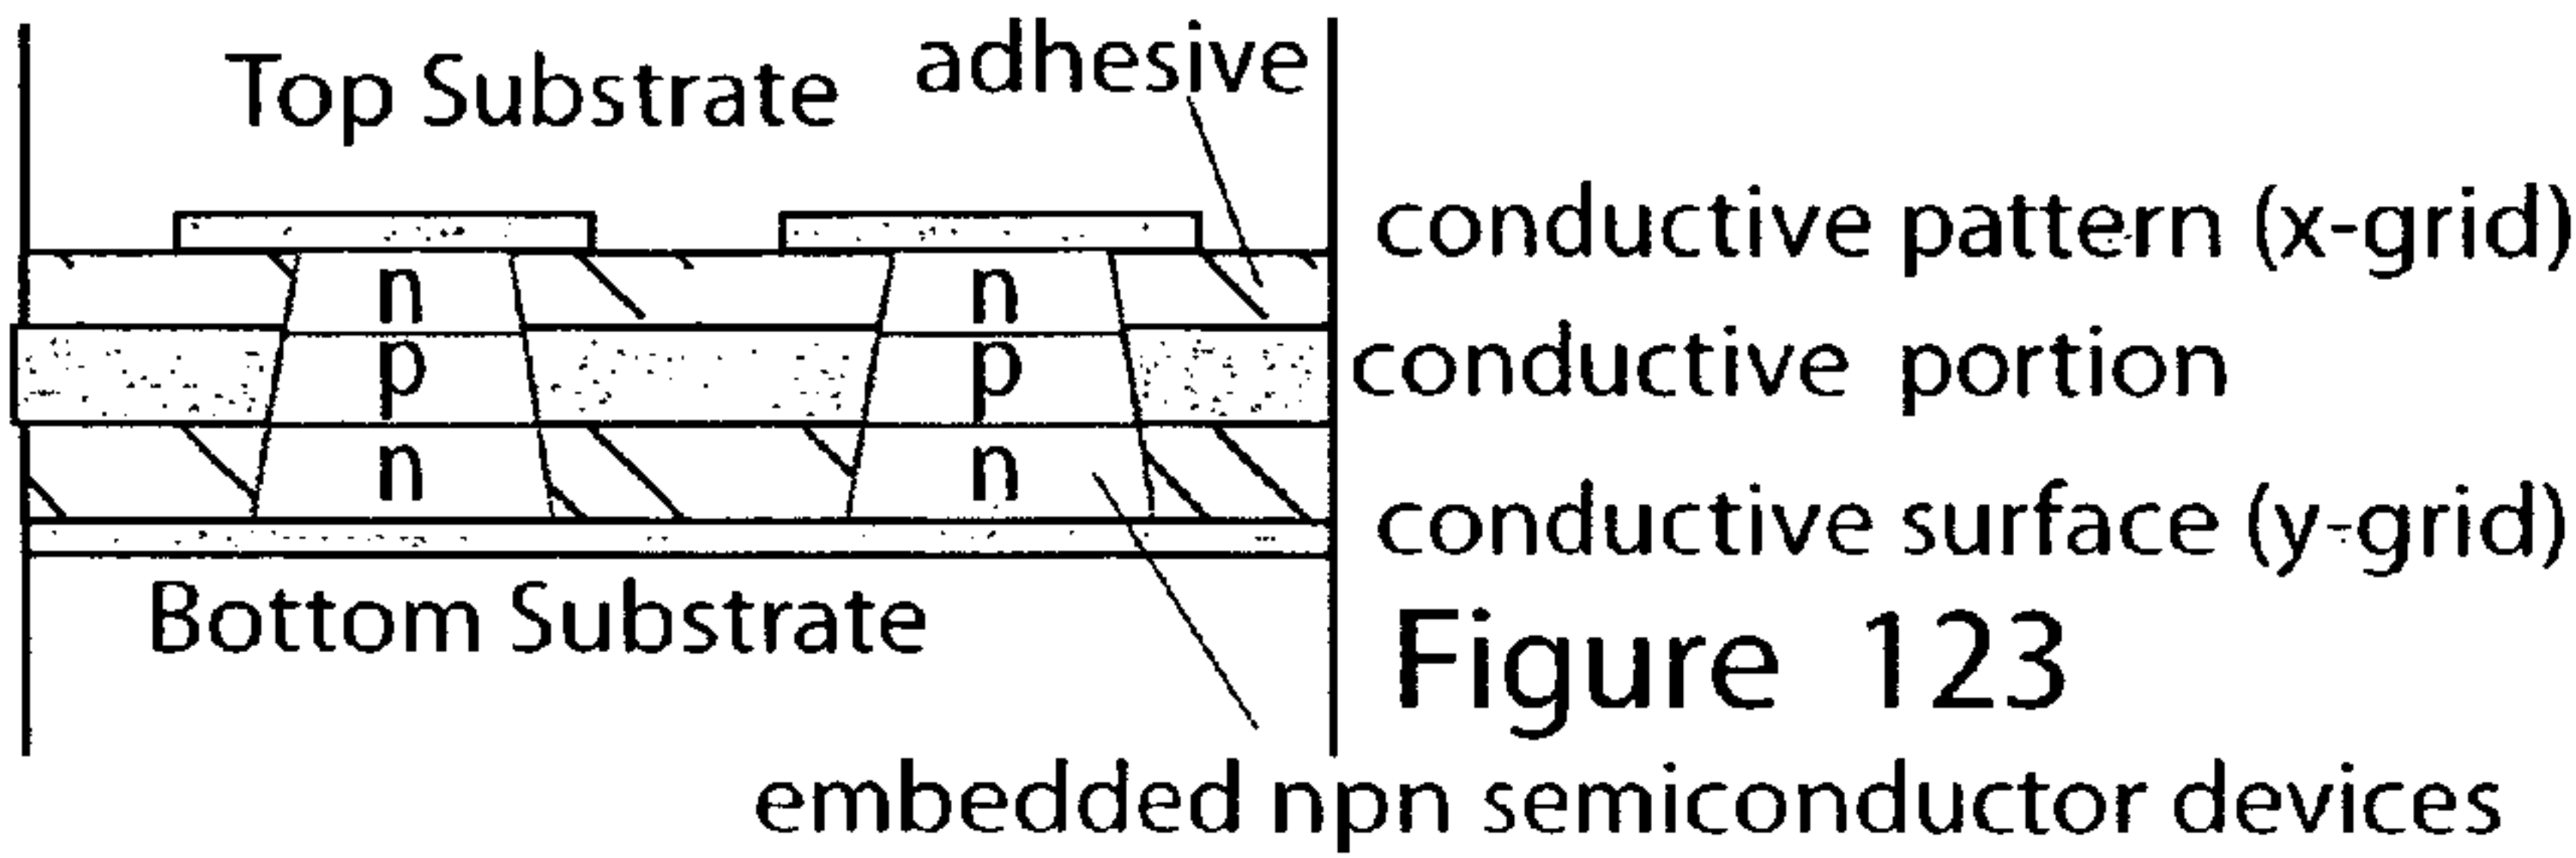 Top Substrate
adhesive
conductive pattern (x-grid)
n n
p p
conductive portion
n n
conductive surface (y-grid)
Bottom Substrate
Figure 123
embedded npn semiconductor devices